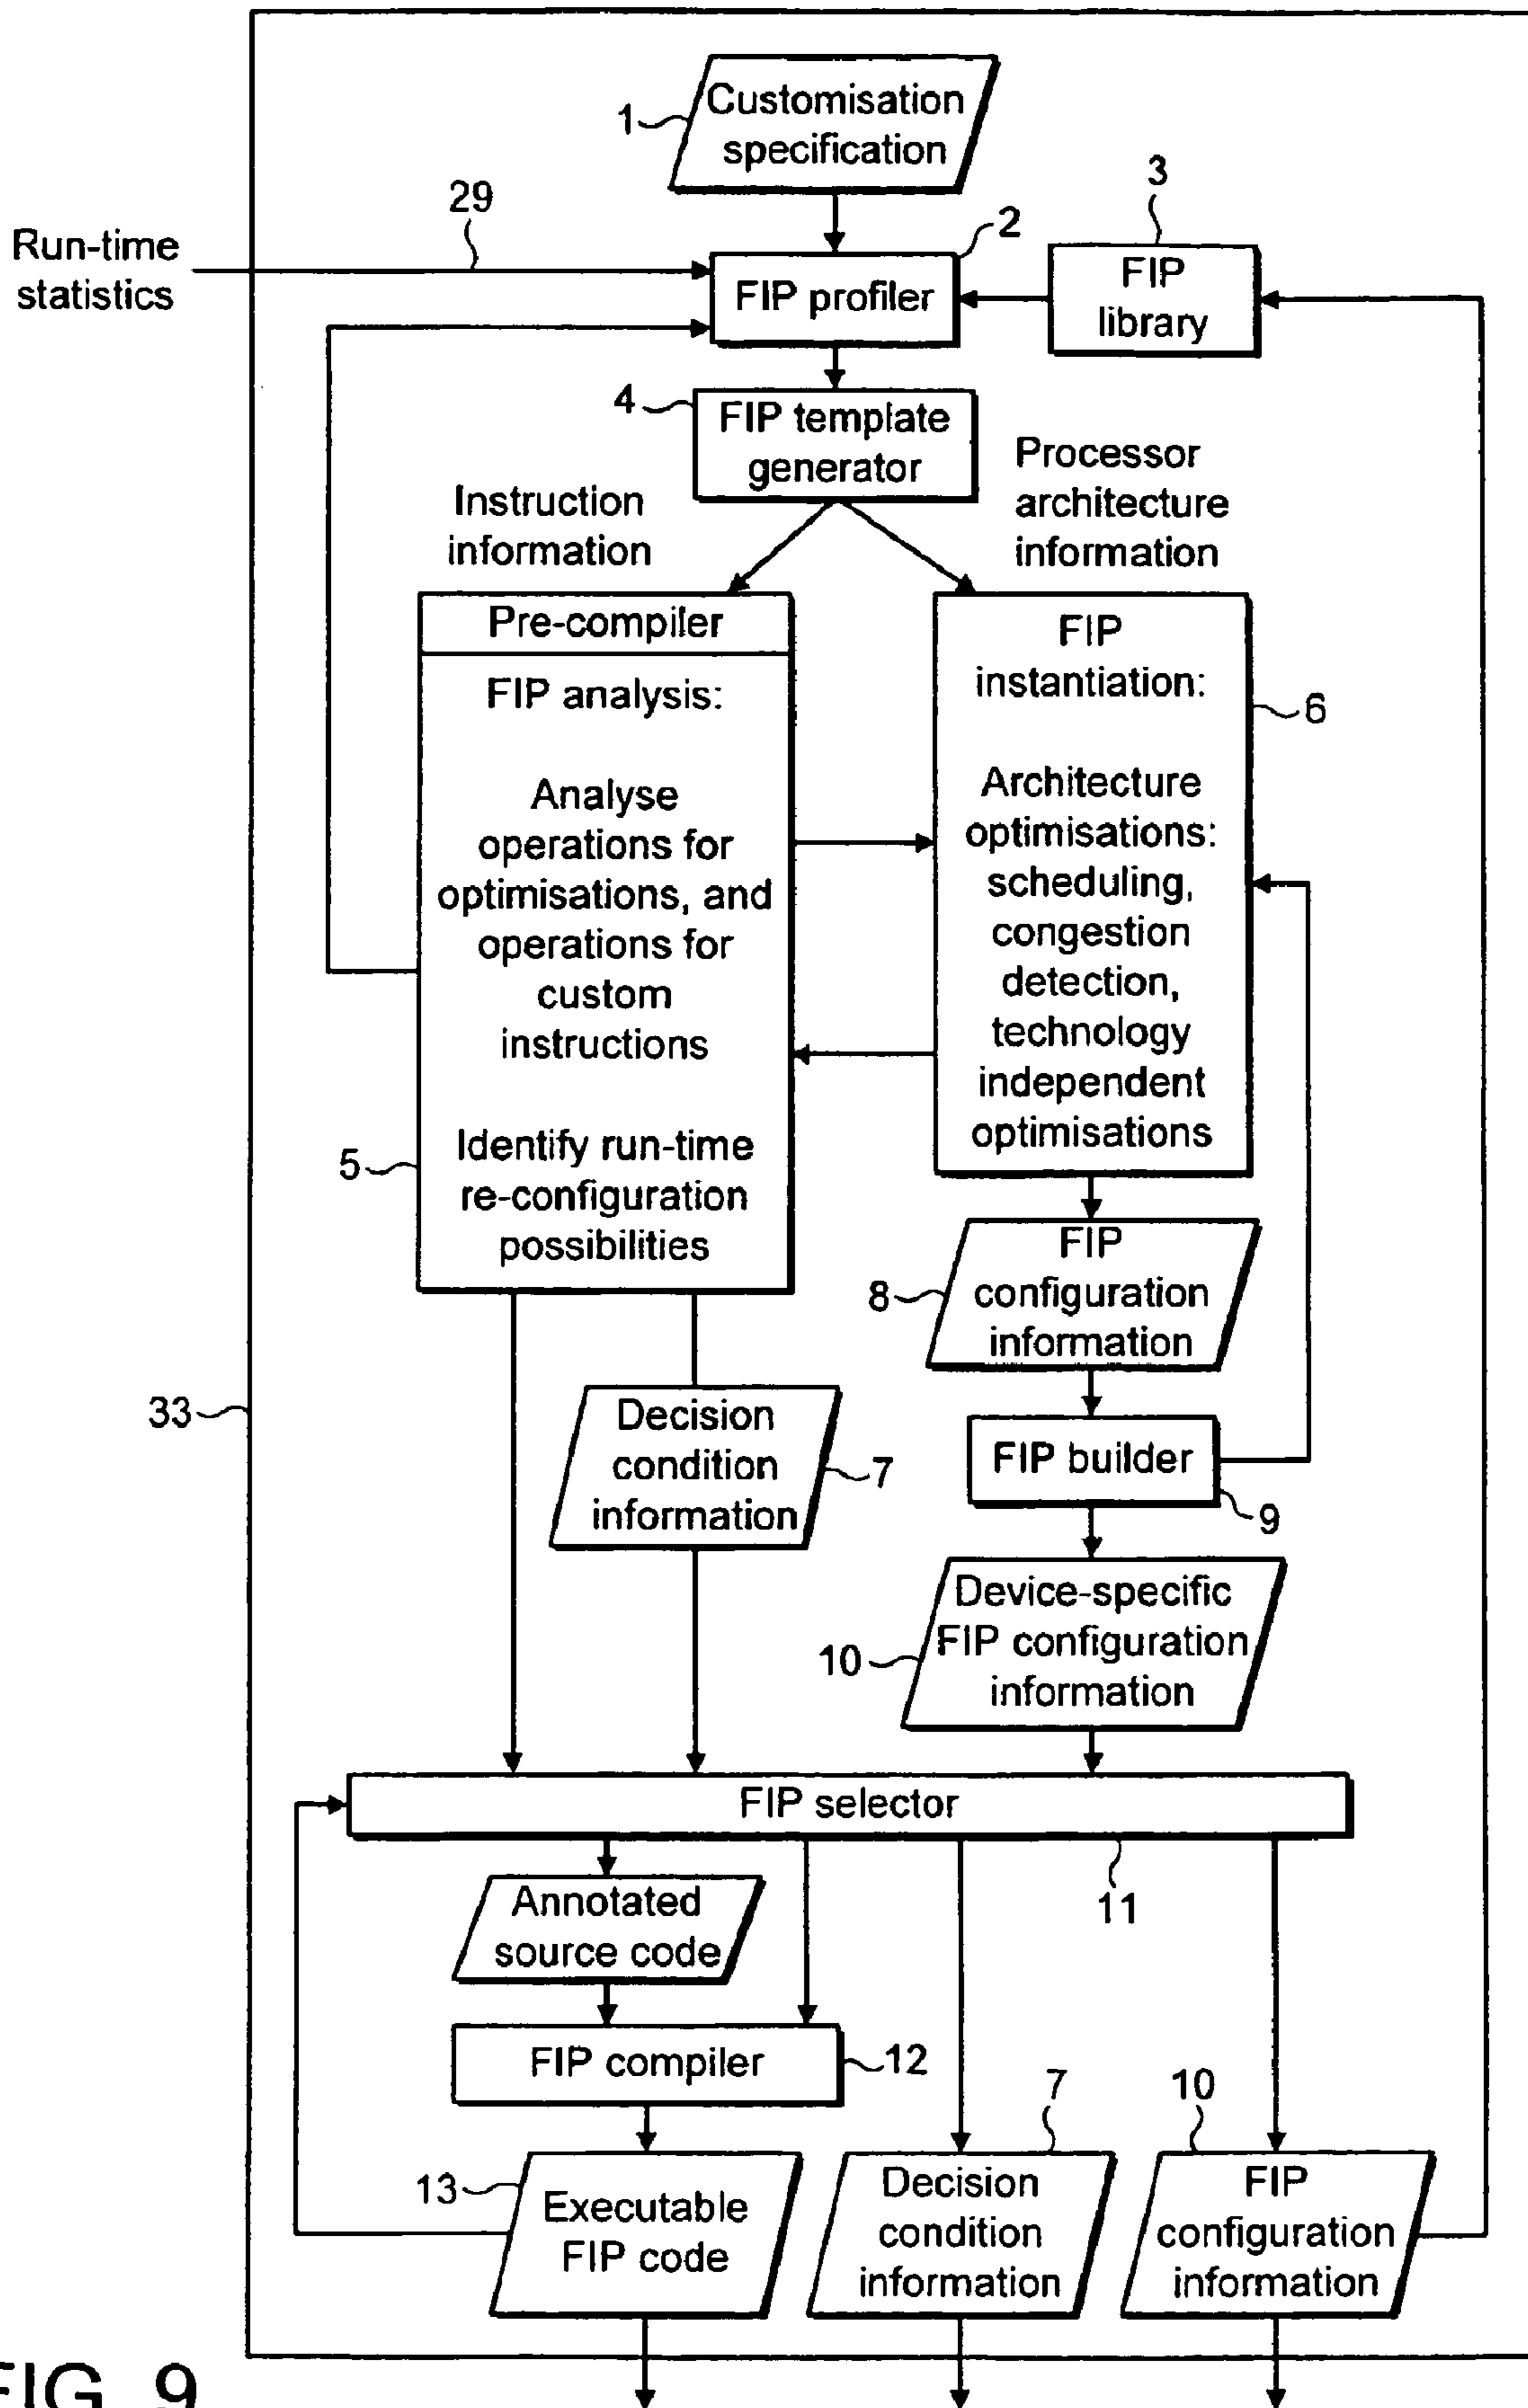 Customisation
specification
1
3
29
2
Run-time
statistics
FIP profiler
FIP
library
4
FIP template
generator
Processor
architecture
information
Instruction
information
Pre-compiler
FIP analysis:
Analyse
operations for
optimisations, and
operations for
custom
instructions
Identify run-time
re-configuration
possibilities
5
FIP
instantiation:
Architecture
optimisations:
scheduling,
congestion
detection,
technology
independent
optimisations
6
FIP
configuration
information
8
33
Decision
condition
information
7
FIP builder
9
Device-specific
FIP configuration
information
10
FIP selector
11
Annotated
source code
FIP compiler
12
7
10
13
Executable
FIP code
Decision
condition
information
FIP
configuration
information
FIG. 9